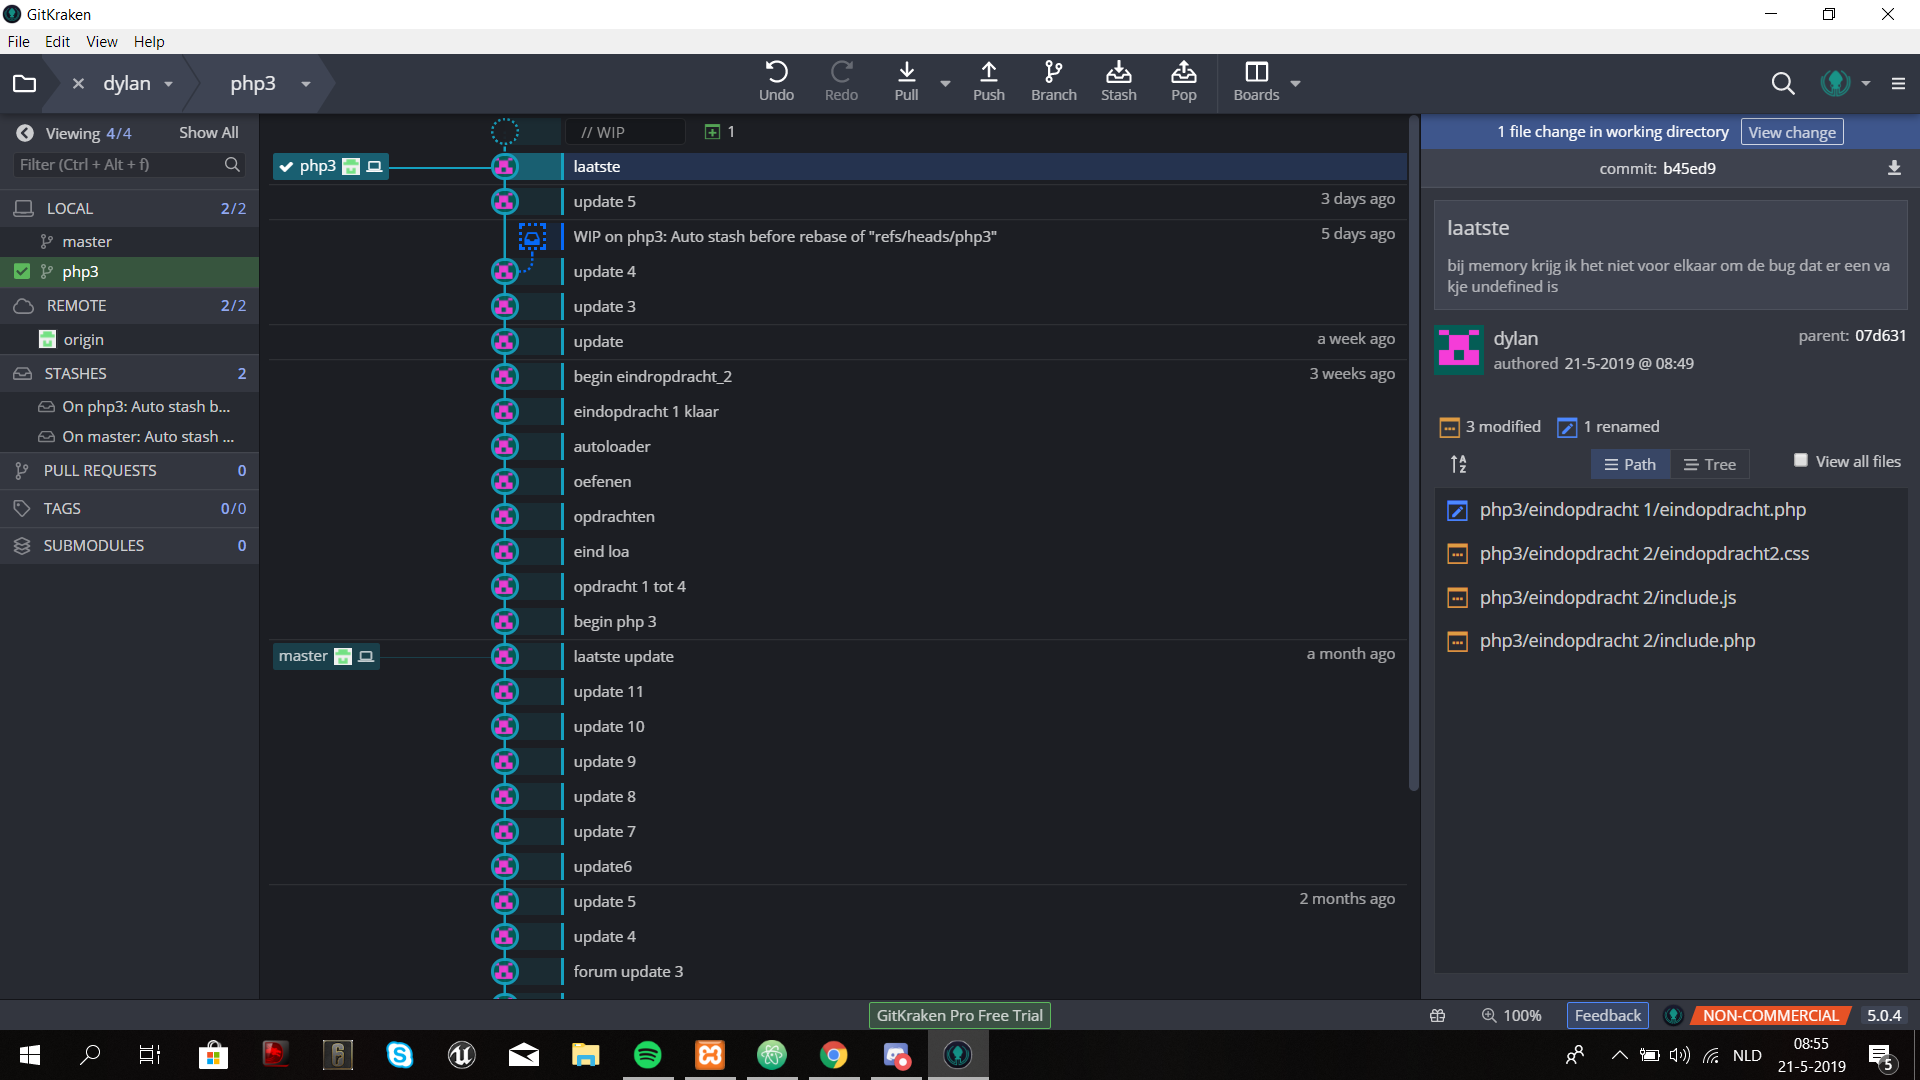 GitKraken
File Edit View Help
dylan php3 Undo Redo Pull Push Branch Stash Pop Boards
Viewing 4/4 Show All
Filter (Ctrl + Alt + f)
LOCAL 2/2
master
php3
REMOTE 2/2
origin
STASHES 2
On php3: Auto stash b...
On master: Auto stash ...
PULL REQUESTS 0
TAGS 0/0
SUBMODULES 0
// WIP 1
php3 laatste
update 5 3 days ago
WIP on php3: Auto stash before rebase of "refs/heads/php3" 5 days ago
update 4
update 3
update a week ago
begin eindropdracht_2 3 weeks ago
eindopdracht 1 klaar
autoloader
oefenen
opdrachten
eind loa
opdracht 1 tot 4
begin php 3
master laatste update a month ago
update 11
update 10
update 9
update 8
update 7
update6
update 5 2 months ago
update 4
forum update 3
1 file change in working directory View change
commit: b45ed9
laatste
bij memory krijg ik het niet voor elkaar om de bug dat er een va
kje undefined is
dylan parent: 07d631
authored 21-5-2019 @ 08:49
3 modified 1 renamed
Path Tree View all files
php3/eindopdracht 1/eindopdracht.php
php3/eindopdracht 2/eindopdracht2.css
php3/eindopdracht 2/include.js
php3/eindopdracht 2/include.php
GitKraken Pro Free Trial 100% Feedback NON-COMMERCIAL 5.0.4
NLD 08:55
21-5-2019 5